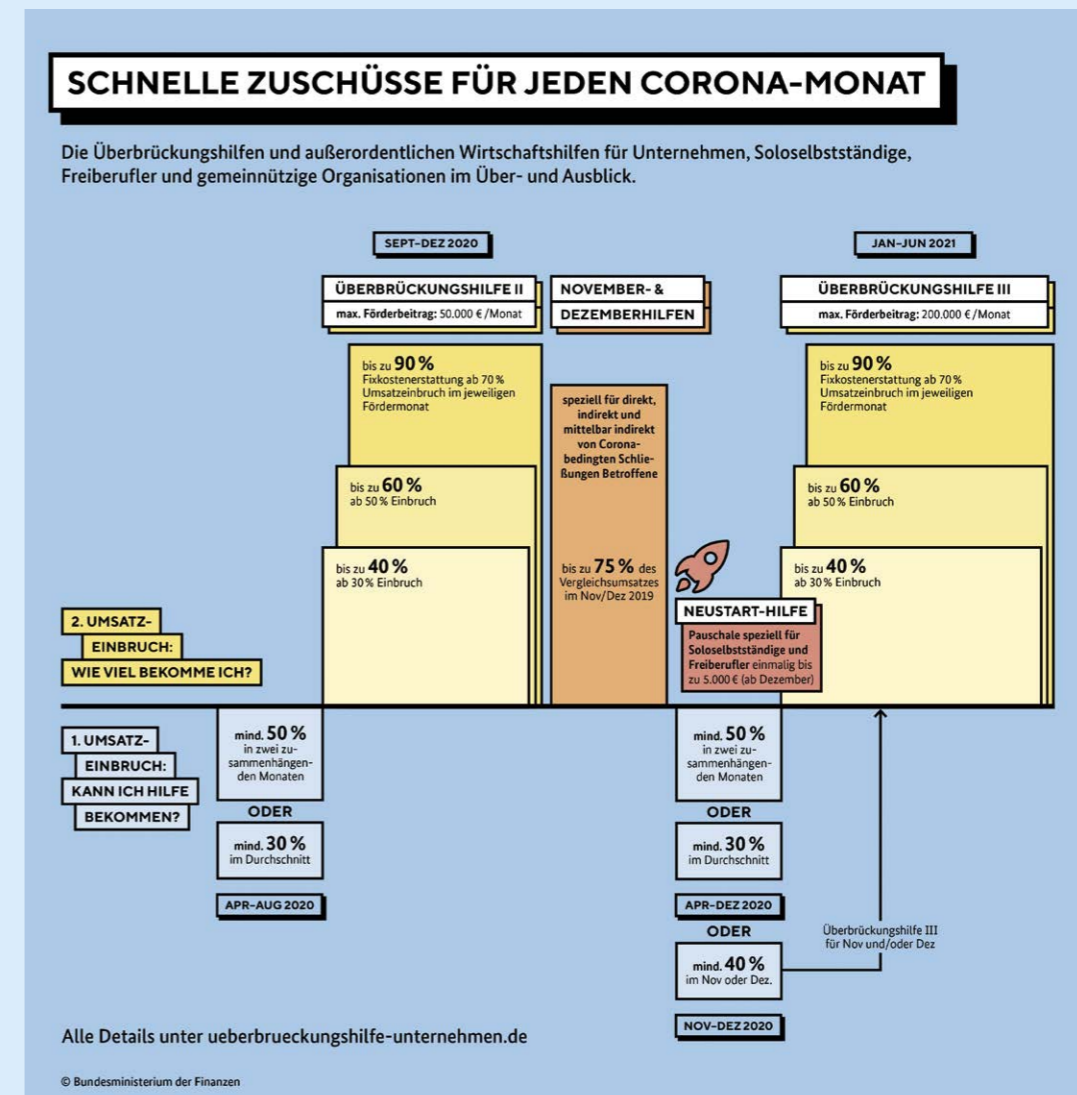 SCHNELLE ZUSCHÜSSE FÜR JEDEN CORONA-MONAT
Die Überbrückungshilfen und außerordentlichen Wirtschaftshilfen für Unternehmen, Soloselbstständige,
Freiberufler und gemeinnützige Organisationen im Über- und Ausblick.
SEPT–DEZ 2020
ÜBERBRÜCKUNGSHILFE II
max. Förderbeitrag: 50.000 €/Monat
bis zu 90 %
Fixkostenerstattung ab 70 %
Umsatzeinbruch im jeweiligen
Fördermonat
bis zu 60 %
ab 50 % Einbruch
bis zu 40 %
ab 30 % Einbruch
NOVEMBER- &
DEZEMBERHILFEN
speziell für direkt,
indirekt und
mittelbar indirekt
von Corona-
bedingten Schlie-
ßungen Betroffene
bis zu 75 % des
Vergleichsumsatzes
im Nov/Dez 2019
NEUSTART-HILFE
Pauschale speziell für
Soloselbstständige und
Freiberufler einmalig bis
zu 5.000 € (ab Dezember)
JAN–JUN 2021
ÜBERBRÜCKUNGSHILFE III
max. Förderbeitrag: 200.000 €/Monat
bis zu 90 %
Fixkostenerstattung ab 70 %
Umsatzeinbruch im jeweiligen
Fördermonat
bis zu 60 %
ab 50 % Einbruch
bis zu 40 %
ab 30 % Einbruch
2. UMSATZ-
EINBRUCH:
WIE VIEL BEKOMME ICH?
1. UMSATZ-
EINBRUCH:
KANN ICH HILFE
BEKOMMEN?
mind. 50 %
in zwei zu-
sammenhängen-
den Monaten
ODER
mind. 30 %
im Durchschnitt
APR–AUG 2020
mind. 50 %
in zwei zu-
sammenhängen-
den Monaten
ODER
mind. 30 %
im Durchschnitt
APR–DEZ 2020
ODER
mind. 40 %
im Nov oder Dez.
NOV–DEZ 2020
Überbrückungshilfe III
für Nov und/oder Dez
Alle Details unter ueberbrueckungshilfe-unternehmen.de
© Bundesministerium der Finanzen